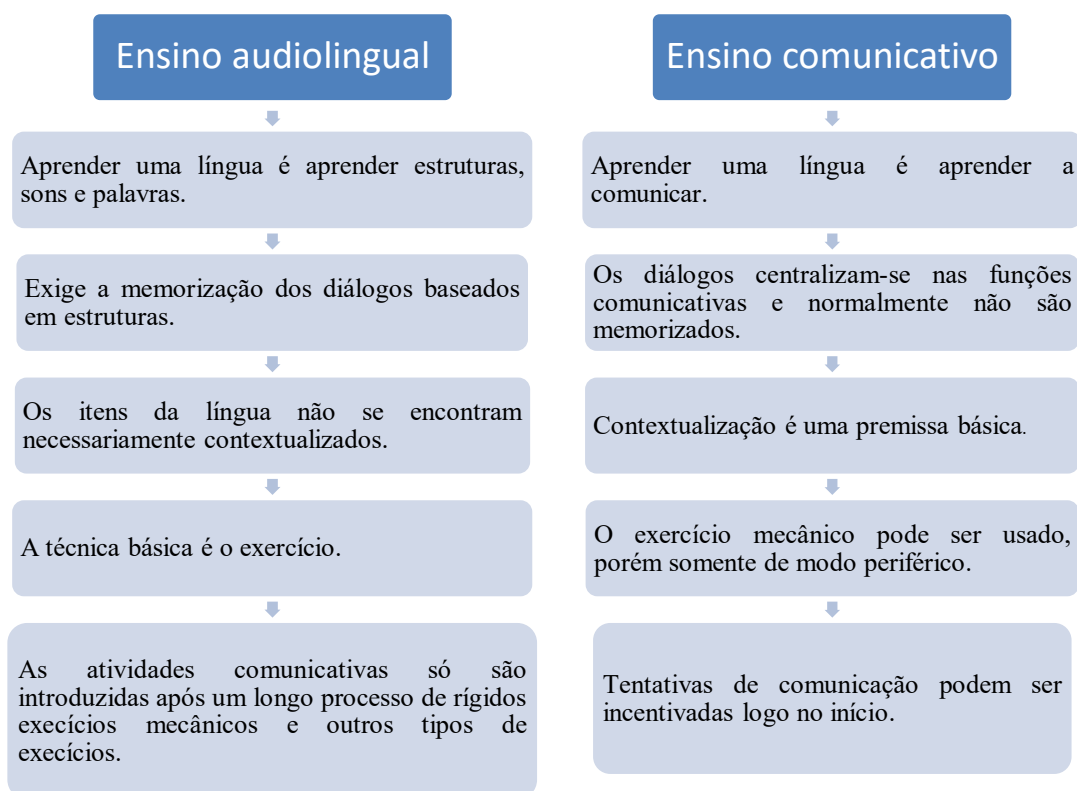 Ensino audiolingual
Aprender uma língua é aprender estruturas,
sons e palavras.
Exige a memorização dos diálogos baseados
em estruturas.
Os itens da língua não se encontram
necessariamente contextualizados.
A técnica básica é o exercício.
As atividades comunicativas só são
introduzidas após um longo processo de rígidos
execícios mecânicos e outros tipos de
execícios.
Ensino comunicativo
Aprender uma língua é aprender a
comunicar.
Os diálogos centralizam-se nas funções
comunicativas e normalmente não são
memorizados.
Contextualização é uma premissa básica.
O exercício mecânico pode ser usado,
porém somente de modo periférico.
Tentativas de comunicação podem ser
incentivadas logo no início.